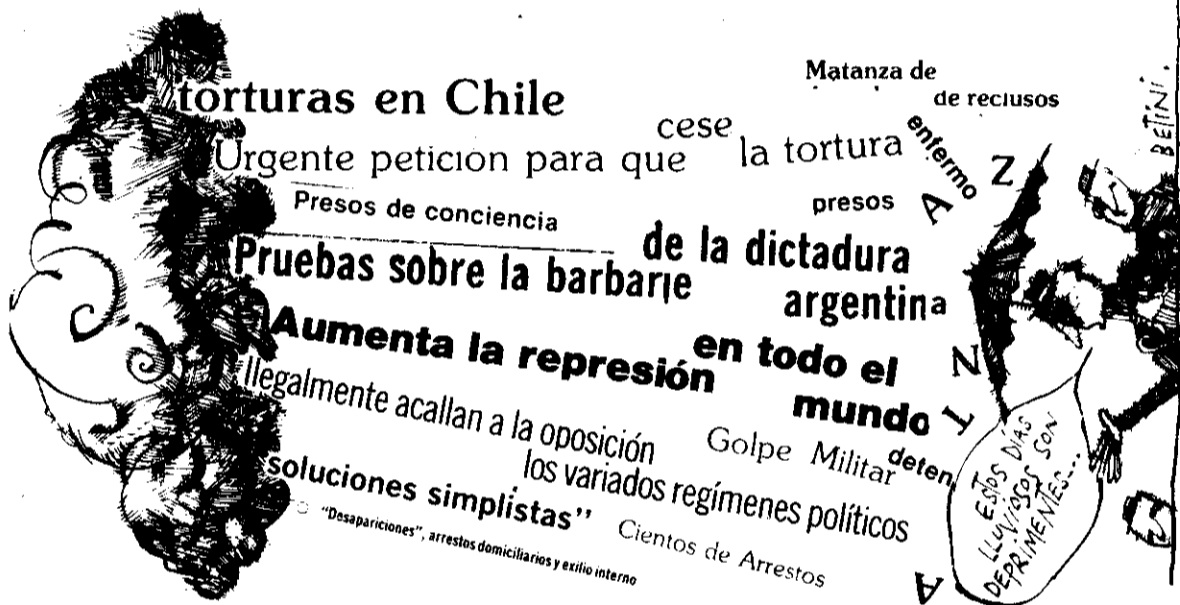 Matanza de
de reclusos
torturas en Chile
cese
enfermo
Urgente petición para que
la tortura
Z
A
presos
Presos de conciencia
de la dictadura
Pruebas sobre la barbarie
argentina
Aumenta la represión
en todo el
mundo
Z
T
Ilegalmente acallan a la oposición
Golpe Militar
deten
los variados regímenes políticos
"soluciones simplistas"
Cientos de Arrestos
"Desapariciones", arrestos domiciliarios y exilio interno
A
ESTOS DÍAS
LLUVIOSOS SON
DEPRIMENTES...
BETINI.